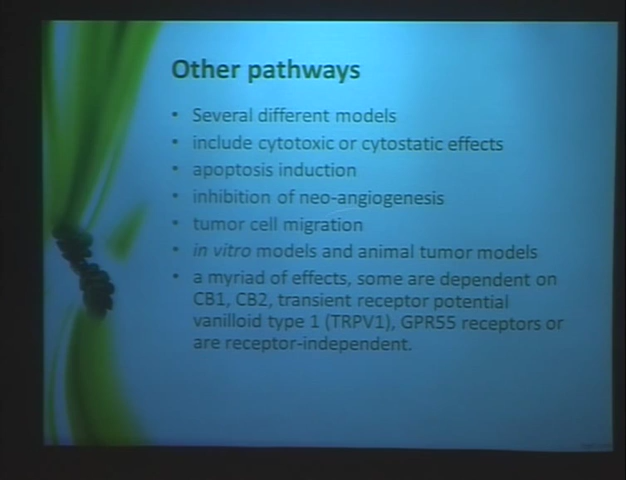 Other pathways
• Several different models
• include cytotoxic or cytostatic effects
• apoptosis induction
• inhibition of neo-angiogenesis
• tumor cell migration
• in vitro models and animal tumor models
• a myriad of effects, some are dependent on
CB1, CB2, transient receptor potential
vanilloid type 1 (TRPV1), GPR55 receptors or
are receptor-independent.